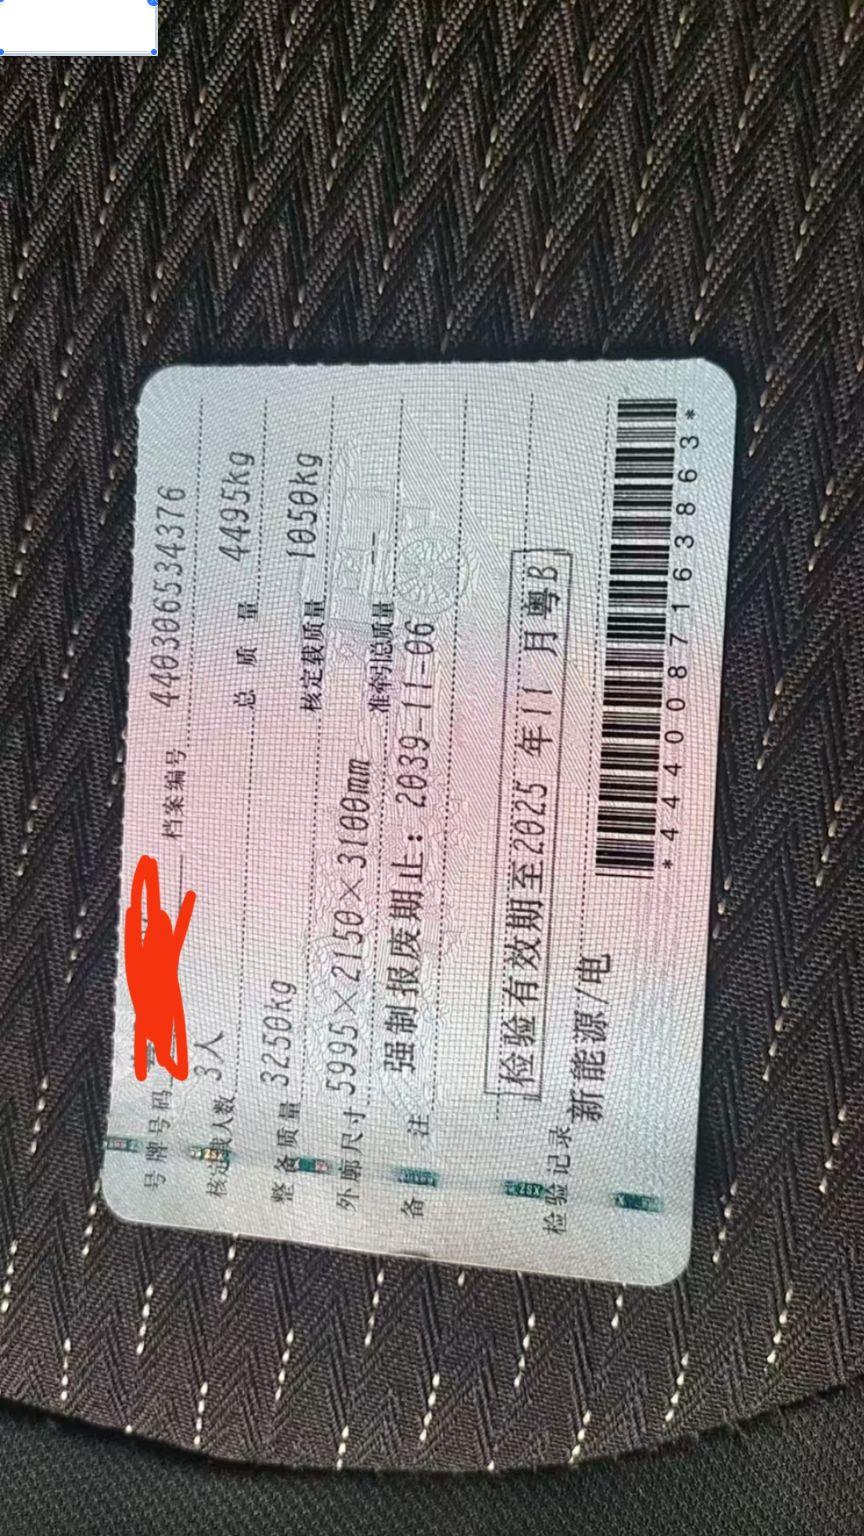 号牌号码 档案编号 440306534376
核定载人数 3人 总质量 4495kg
整备质量 3250kg 核定载质量 1050kg
外廓尺寸 5995×2150×3100mm 准牵引总质量 --
备注 强制报废期止：2039-11-06
检验有效期至2025年11月粤B
检验记录 新能源/电
*4440087163863*